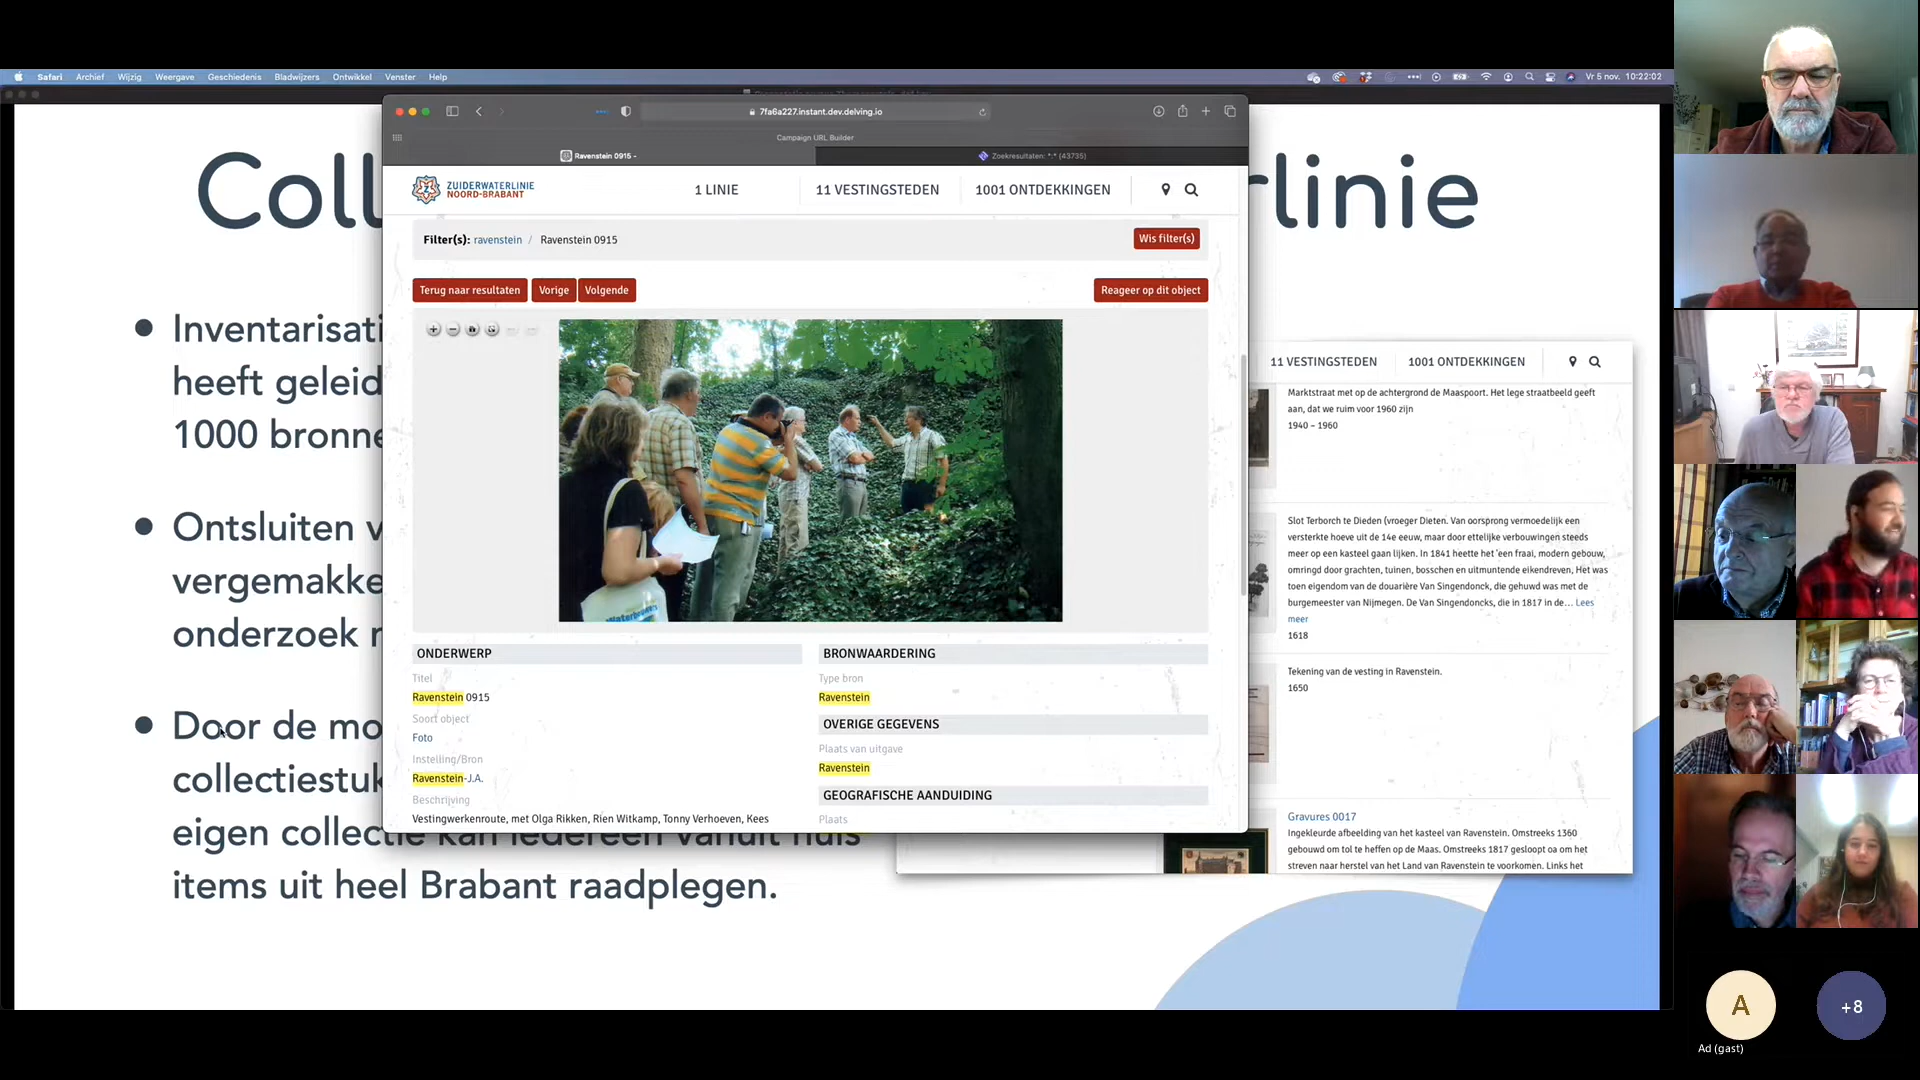 Safari Archief Wijzig Weergave Geschiedenis Bladwijzers Ontwikkel Venster Help
Vr 5 nov. 10:22:02
7fa6a227.instant.dev.delving.io
Campaign URL Builder
Ravenstein 0915 -
Zoekresultaten: *:* (43735)
ZUIDERWATERLINIE
NOORD-BRABANT
1 LINIE
11 VESTINGSTEDEN
1001 ONTDEKKINGEN
Filter(s): ravenstein / Ravenstein 0915
Wis filter(s)
Terug naar resultaten
Vorige
Volgende
Reageer op dit object
Waterbrokers
ONDERWERP
Titel
Ravenstein 0915
Soort object
Foto
Instelling/Bron
Ravenstein-J.A.
Beschrijving
Vestingwerkenroute, met Olga Rikken, Rien Witkamp, Tonny Verhoeven, Kees
BRONWAARDERING
Type bron
Ravenstein
OVERIGE GEGEVENS
Plaats van uitgave
Ravenstein
GEOGRAFISCHE AANDUIDING
Plaats
Coll
rlinie
Inventarisati
heeft geleid
1000 bronne
Ontsluiten v
vergemakke
onderzoek
Door de mo
collectiestuk
eigen collectie kan iedereen vanuit huis
items uit heel Brabant raadplegen.
11 VESTINGSTEDEN
1001 ONTDEKKINGEN
Marktstraat met op de achtergrond de Maaspoort. Het lege straatbeeld geeft
aan, dat we ruim voor 1960 zijn
1940 – 1960
Slot Terborch te Dieden (vroeger Dieten. Van oorsprong vermoedelijk een
versterkte hoeve uit de 14e eeuw, maar door ettelijke verbouwingen steeds
meer op een kasteel gaan lijken. In 1841 heette het 'een fraai, modern gebouw,
omringd door grachten, tuinen, bosschen en uitmuntende eikendreven, Het was
toen eigendom van de douarière Van Singendonck, die gehuwd was met de
burgemeester van Nijmegen. De Van Singendoncks, die in 1817 in de... Lees
meer
1618
Tekening van de vesting in Ravenstein.
1650
Gravures 0017
Ingekleurde afbeelding van het kasteel van Ravenstein. Omstreeks 1360
gebouwd om tol te heffen op de Maas. Omstreeks 1817 gesloopt oa om het
streven naar herstel van het Land van Ravenstein te voorkomen. Links het
A
+8
Ad (gast)